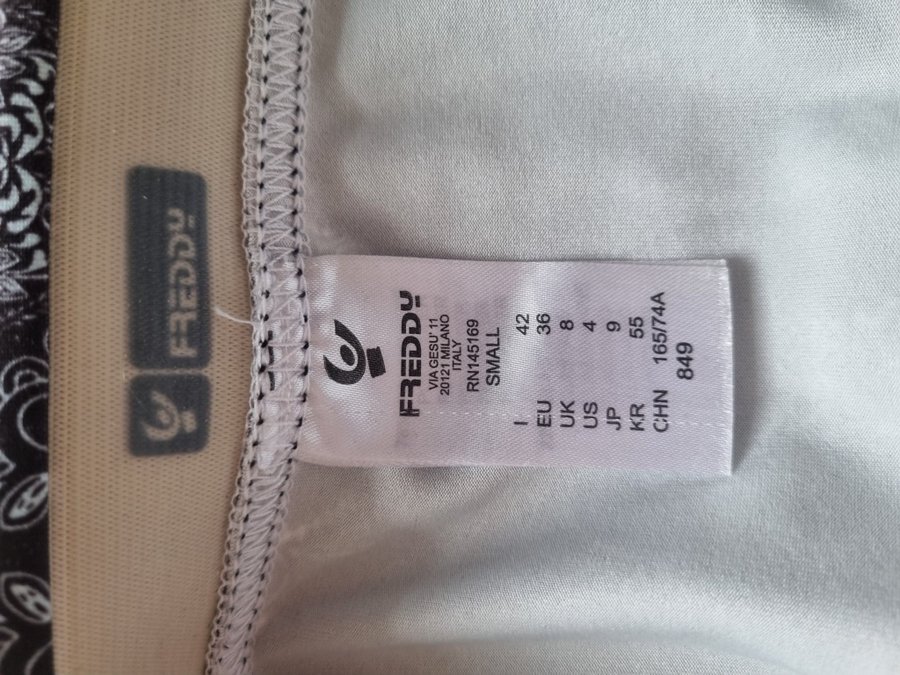 FREDDY
FREDDY
VIA GESU' 11
20121 MILANO
ITALY
RN145169
SMALL
I 42
EU 36
UK 8
US 4
JP 9
KR 55
CHN 165/74A
849